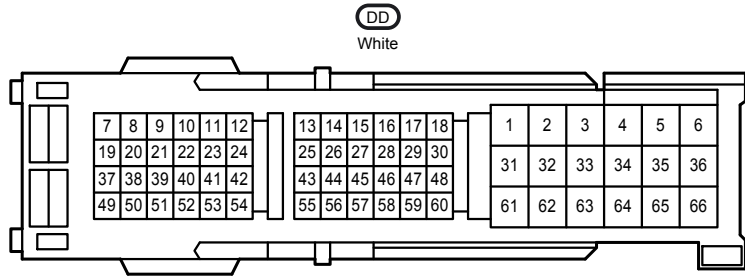 DD
White
7 8 9 10 11 12 13 14 15 16 17 18 1 2 3 4 5 6
19 20 21 22 23 24 25 26 27 28 29 30 31 32 33 34 35 36
37 38 39 40 41 42 43 44 45 46 47 48
49 50 51 52 53 54 55 56 57 58 59 60 61 62 63 64 65 66